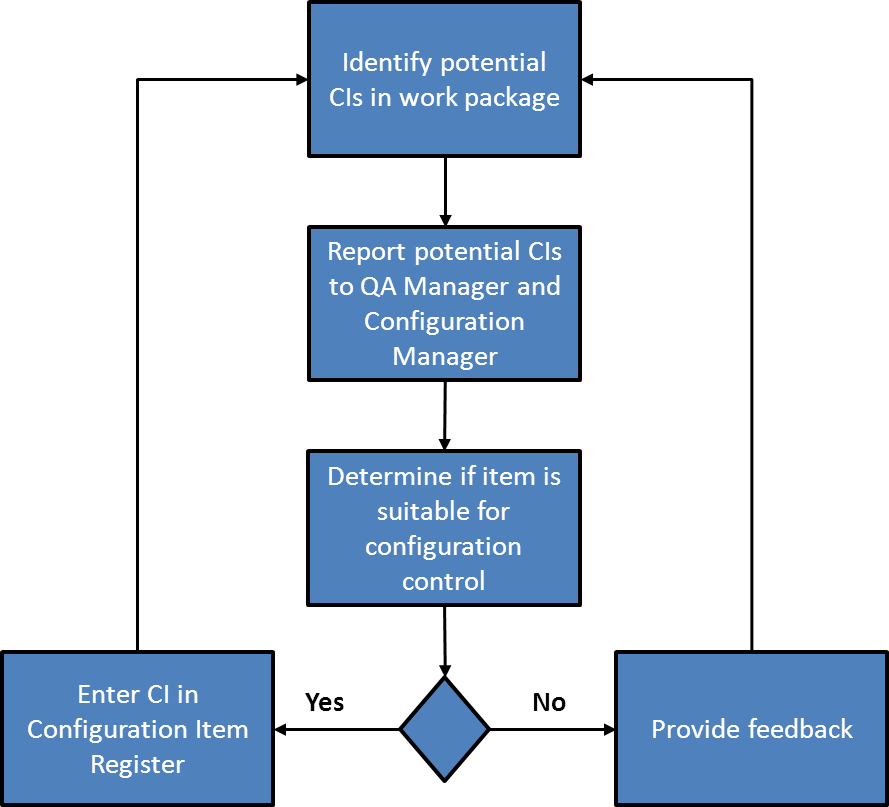 Identify potential
CIs in work package
Report potential CIs
to QA Manager and
Configuration
Manager
Determine if item is
suitable for
configuration
control
Yes
No
Enter CI in
Configuration Item
Register
Provide feedback